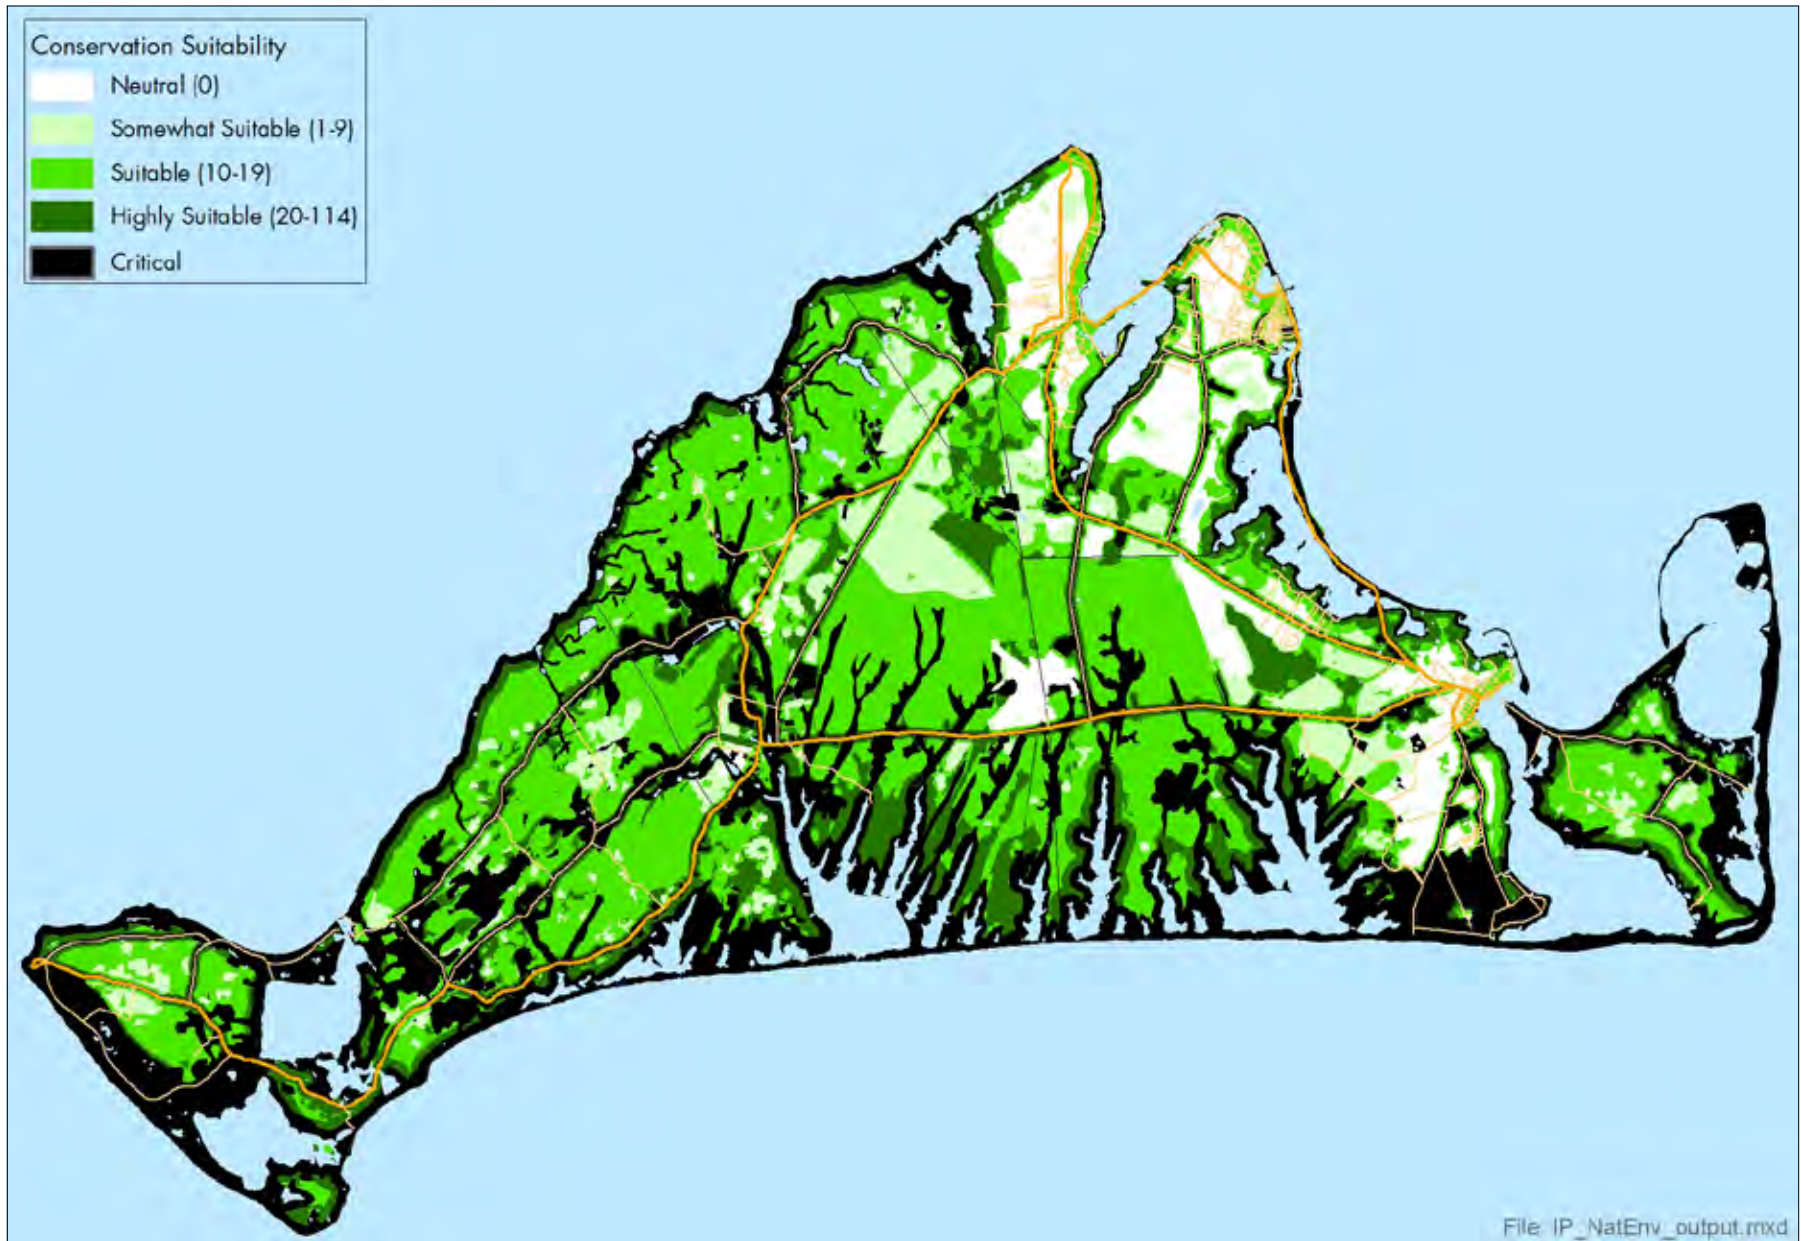 Conservation Suitability
Neutral (0)
Somewhat Suitable (1-9)
Suitable (10-19)
Highly Suitable (20-114)
Critical
File: IP_NatEnv_output.mxd